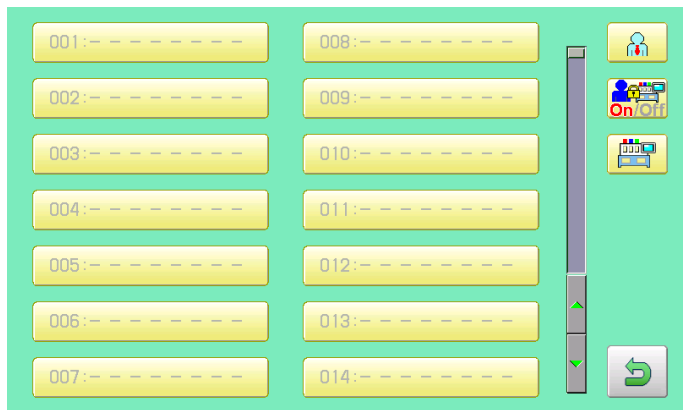 001:- - - - - - - -
002:- - - - - - - -
003:- - - - - - - -
004:- - - - - - - -
005:- - - - - - - -
006:- - - - - - - -
007:- - - - - - - -
008:- - - - - - - -
009:- - - - - - - -
010:- - - - - - - -
011:- - - - - - - -
012:- - - - - - - -
013:- - - - - - - -
014:- - - - - - - -
On/Off